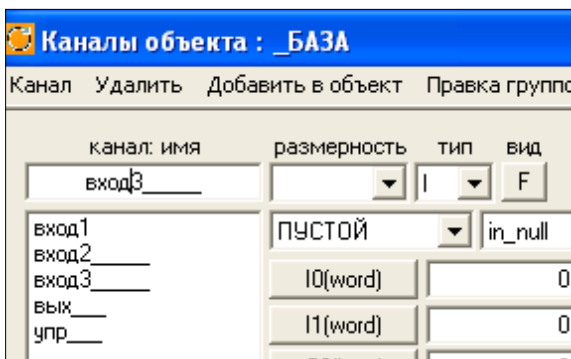 Каналы объекта : _БАЗА
Канал Удалить Добавить в объект Правка группо
канал: имя размерность тип вид
вход3_____ I F
вход1 ПУСТОЙ in_null
вход2_____
вход3_____ I0(word) 0
вых___
упр___ I1(word) 0